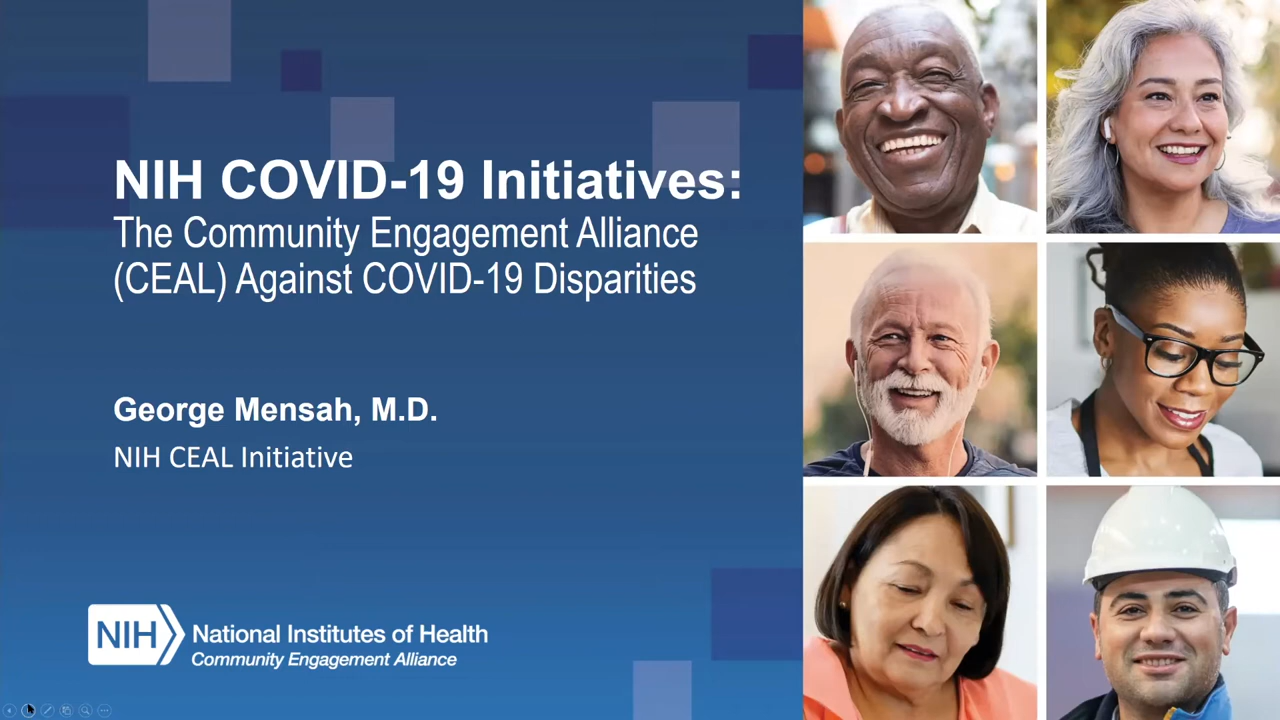 NIH COVID-19 Initiatives:
The Community Engagement Alliance
(CEAL) Against COVID-19 Disparities
George Mensah, M.D.
NIH CEAL Initiative
NIH National Institutes of Health
Community Engagement Alliance